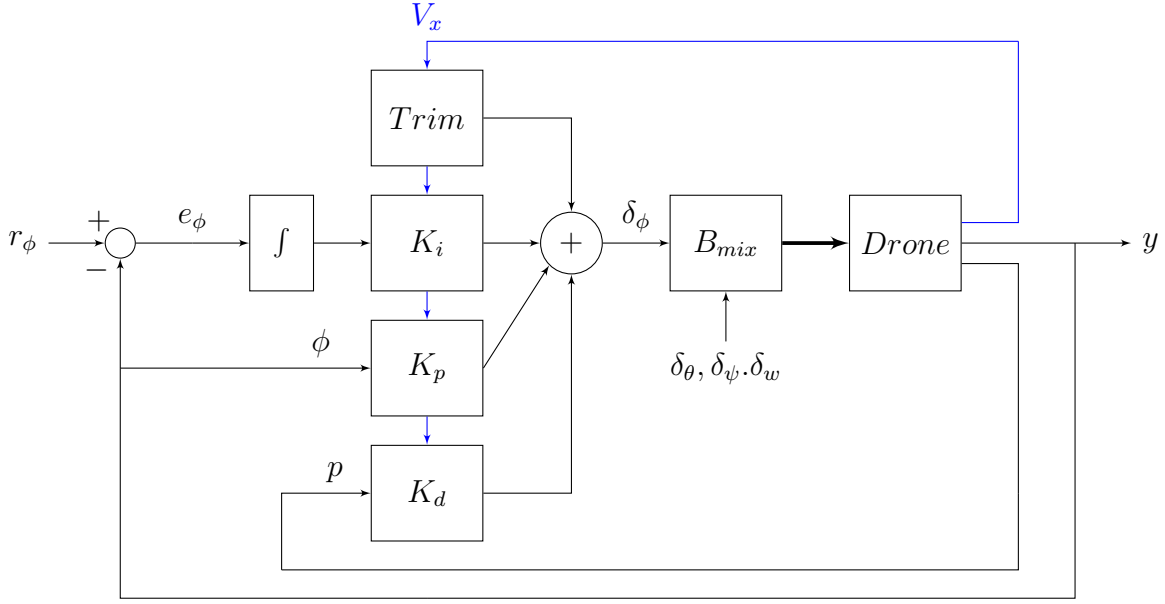 V_x
Trim
r_ϕ
+
−
e_ϕ
∫
K_i
+
δ_ϕ
B_mix
Drone
y
ϕ
K_p
δ_θ, δ_ψ.δ_w
p
K_d